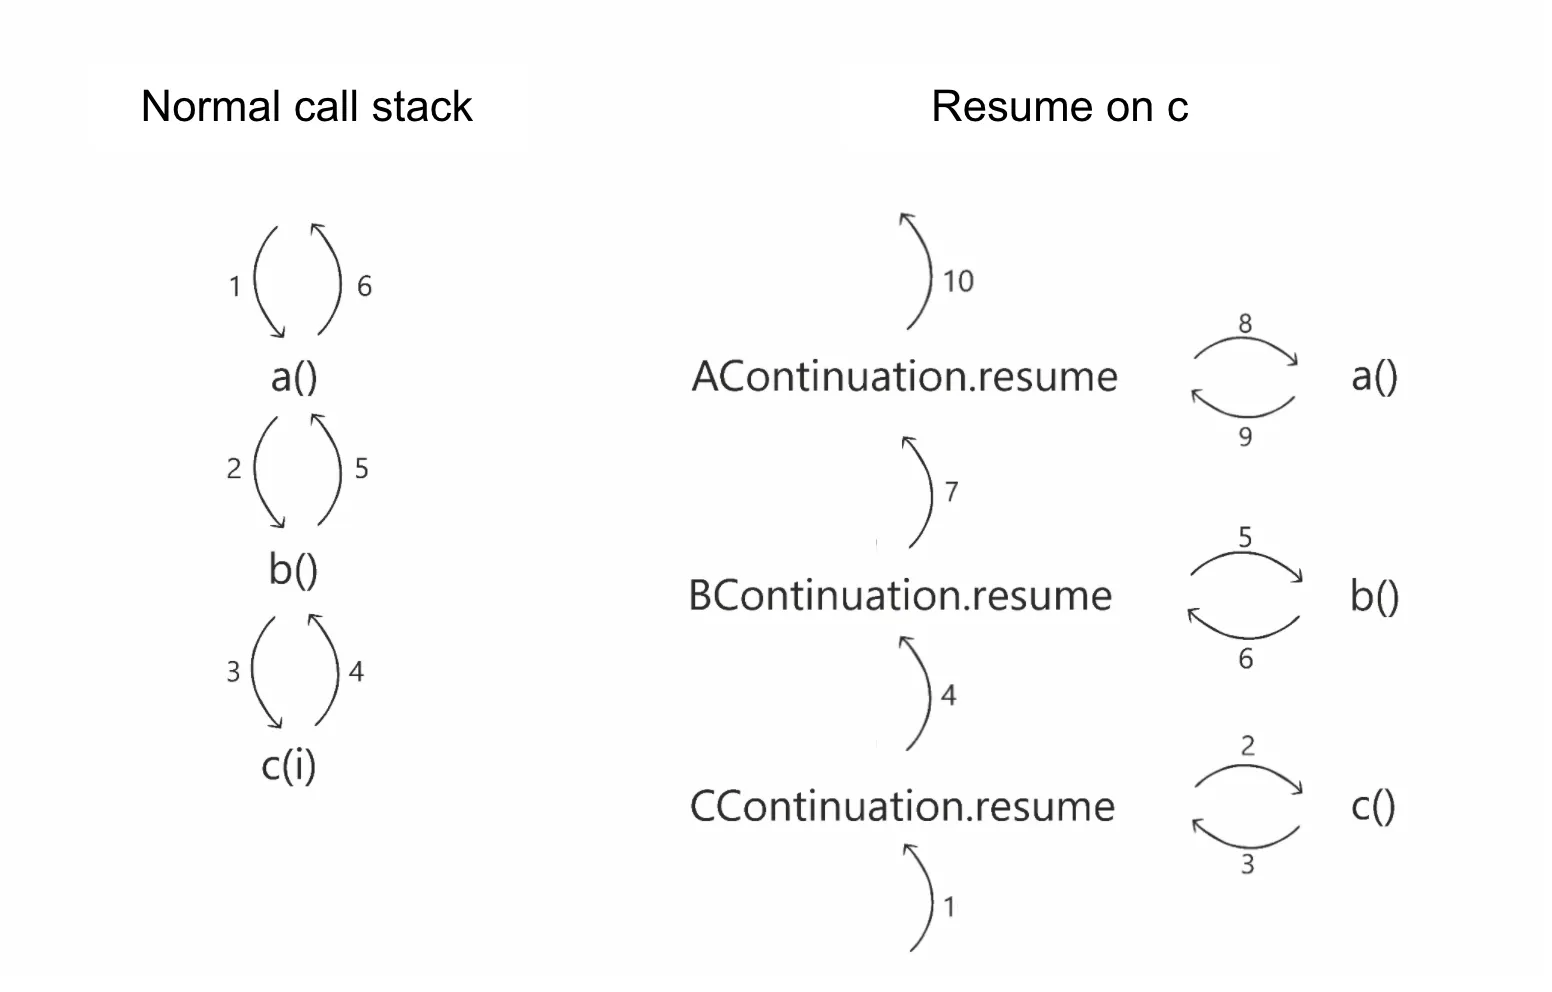 Normal call stack
1
6
a()
2
5
b()
3
4
c(i)
Resume on c
10
AContinuation.resume
8
9
a()
7
BContinuation.resume
5
6
b()
4
CContinuation.resume
2
3
c()
1